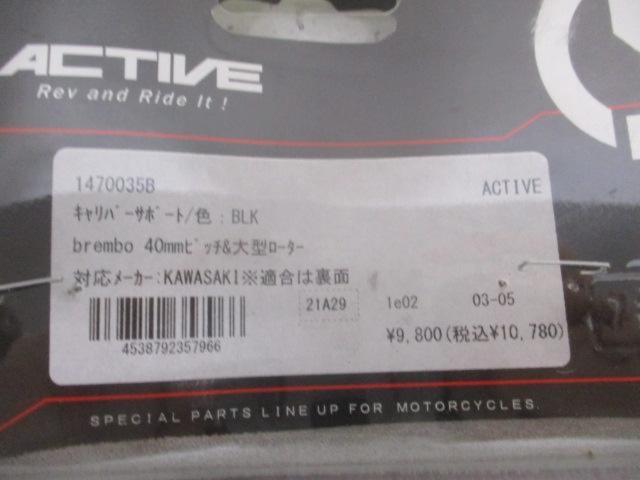 ACTIVE
Rev and Ride It !
1470035B ACTIVE
ｷｬﾘﾊﾟｰｻﾎﾟｰﾄ/色：BLK
brembo 40mmﾋﾟｯﾁ&大型ﾛｰﾀｰ
対応ﾒｰｶｰ:KAWASAKI※適合は裏面
21A29 1e02 03-05
¥9,800(税込¥10,780)
4538792357966
SPECIAL PARTS LINE UP FOR MOTORCYCLES.